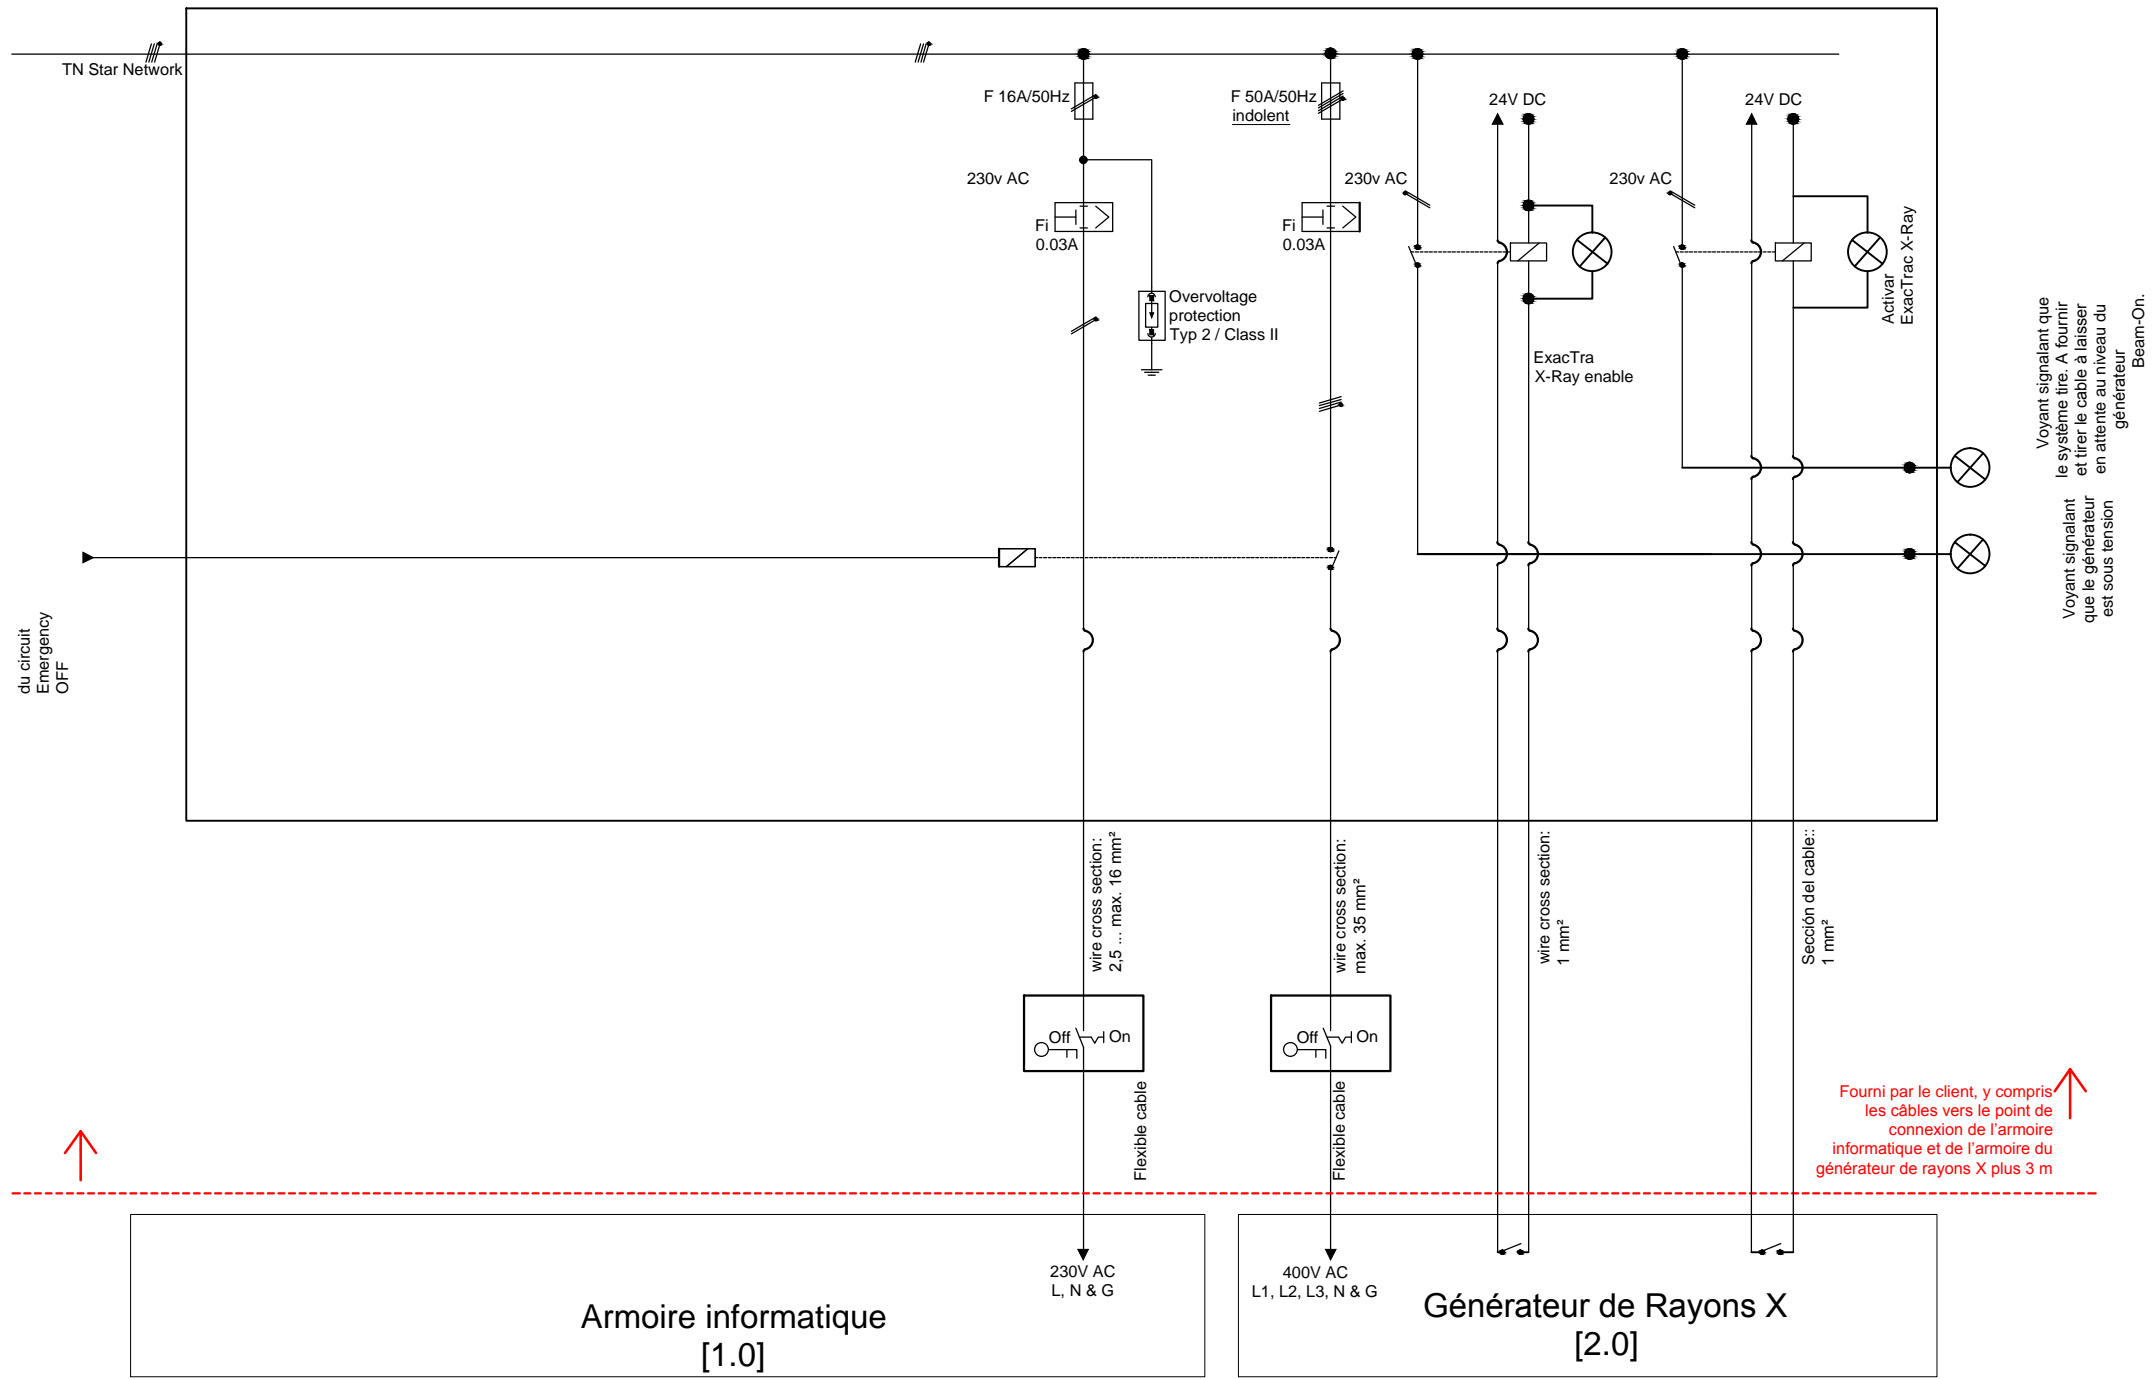 TN Star Network
F 16A/50Hz
F 50A/50Hz
indolent
24V DC
24V DC
230v AC
230v AC
230v AC
Fi
0.03A
Fi
0.03A
Overvoltage
protection
Typ 2 / Class II
ExacTra
X-Ray enable
Activar
ExacTrac X-Ray
Voyant signalant que
le système tire. A fournir
et tirer le cable à laisser
en attente au niveau du
générateur
Beam-On.
Voyant signalant
que le générateur
est sous tension
du circuit
Emergency
OFF
wire cross section:
2,5 ... max. 16 mm²
wire cross section:
max. 35 mm²
wire cross section:
1 mm²
Sección del cable::
1 mm²
Off On
Off On
Flexible cable
Flexible cable
Fourni par le client, y compris
les câbles vers le point de
connexion de l'armoire
informatique et de l'armoire du
générateur de rayons X plus 3 m
230V AC
L, N & G
400V AC
L1, L2, L3, N & G
Armoire informatique
[1.0]
Générateur de Rayons X
[2.0]